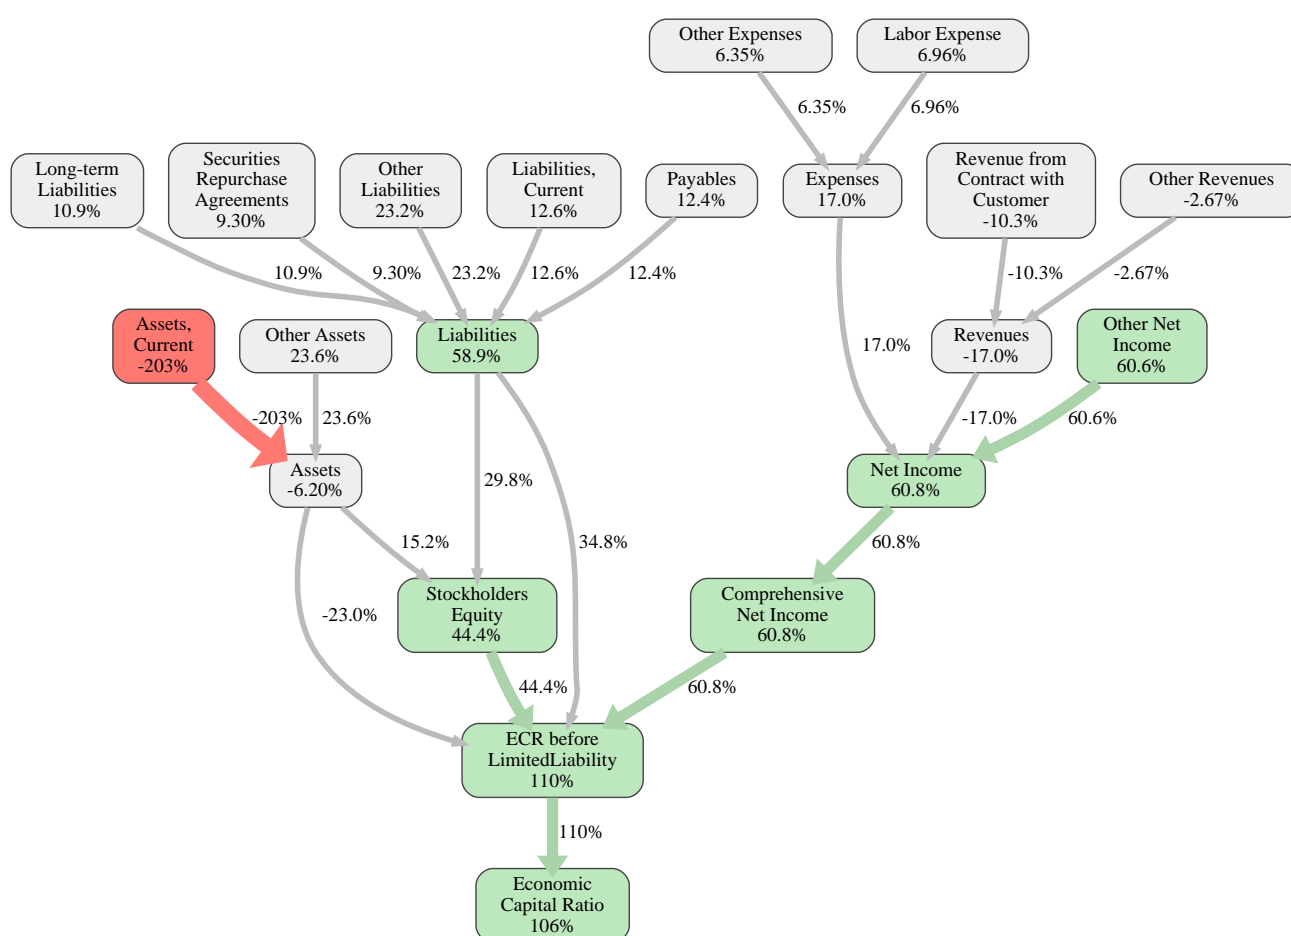 Other Expenses
6.35%
Labor Expense
6.96%
6.35%
6.96%
Long-term
Liabilities
10.9%
Securities
Repurchase
Agreements
9.30%
Other
Liabilities
23.2%
Liabilities,
Current
12.6%
Payables
12.4%
Expenses
17.0%
Revenue from
Contract with
Customer
-10.3%
Other Revenues
-2.67%
10.9%
9.30%
23.2%
12.6%
12.4%
-10.3%
-2.67%
Assets,
Current
-203%
Other Assets
23.6%
Liabilities
58.9%
17.0%
Revenues
-17.0%
Other Net
Income
60.6%
-203%
23.6%
-17.0%
60.6%
Assets
-6.20%
29.8%
Net Income
60.8%
15.2%
34.8%
60.8%
-23.0%
Stockholders
Equity
44.4%
Comprehensive
Net Income
60.8%
44.4%
60.8%
ECR before
LimitedLiability
110%
110%
Economic
Capital Ratio
106%